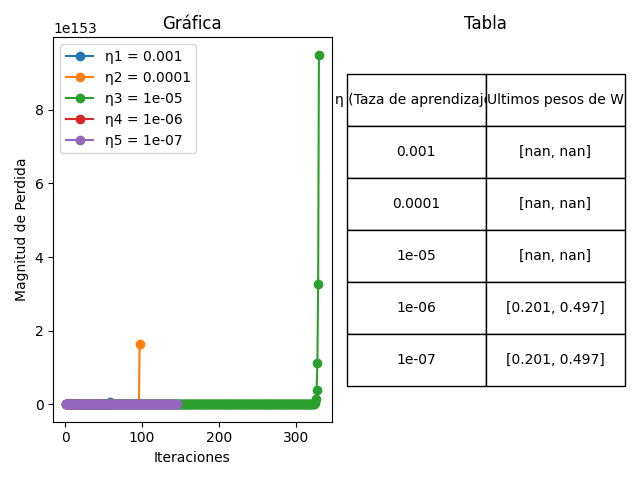 Gráfica
Tabla
1e153
η1 = 0.001
η2 = 0.0001
η3 = 1e-05
η4 = 1e-06
η5 = 1e-07
8
6
4
2
0
Magnitud de Perdida
0
100
200
300
Iteraciones
η (Taza de aprendizaje Ultimos pesos de W
0.001 [nan, nan]
0.0001 [nan, nan]
1e-05 [nan, nan]
1e-06 [0.201, 0.497]
1e-07 [0.201, 0.497]